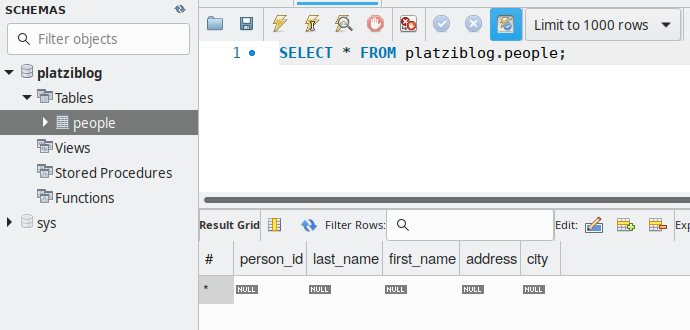 SCHEMAS
Filter objects
platziblog
Tables
people
Views
Stored Procedures
Functions
sys
Limit to 1000 rows
1 SELECT * FROM platziblog.people;
Result Grid Filter Rows: Edit: Exp
# person_id last_name first_name address city
* NULL NULL NULL NULL NULL